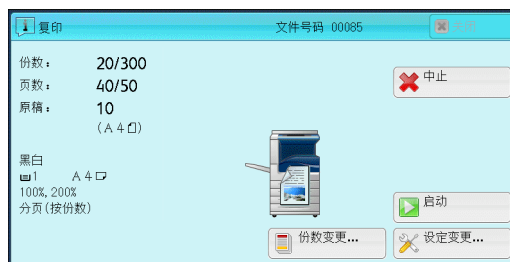 复印 文件号码 00085 关闭
份数: 20/300
页数: 40/50
原稿: 10
(A4)
中止
黑白
1 A4
100%, 200%
分页(按份数)
启动
份数变更...
设定变更...